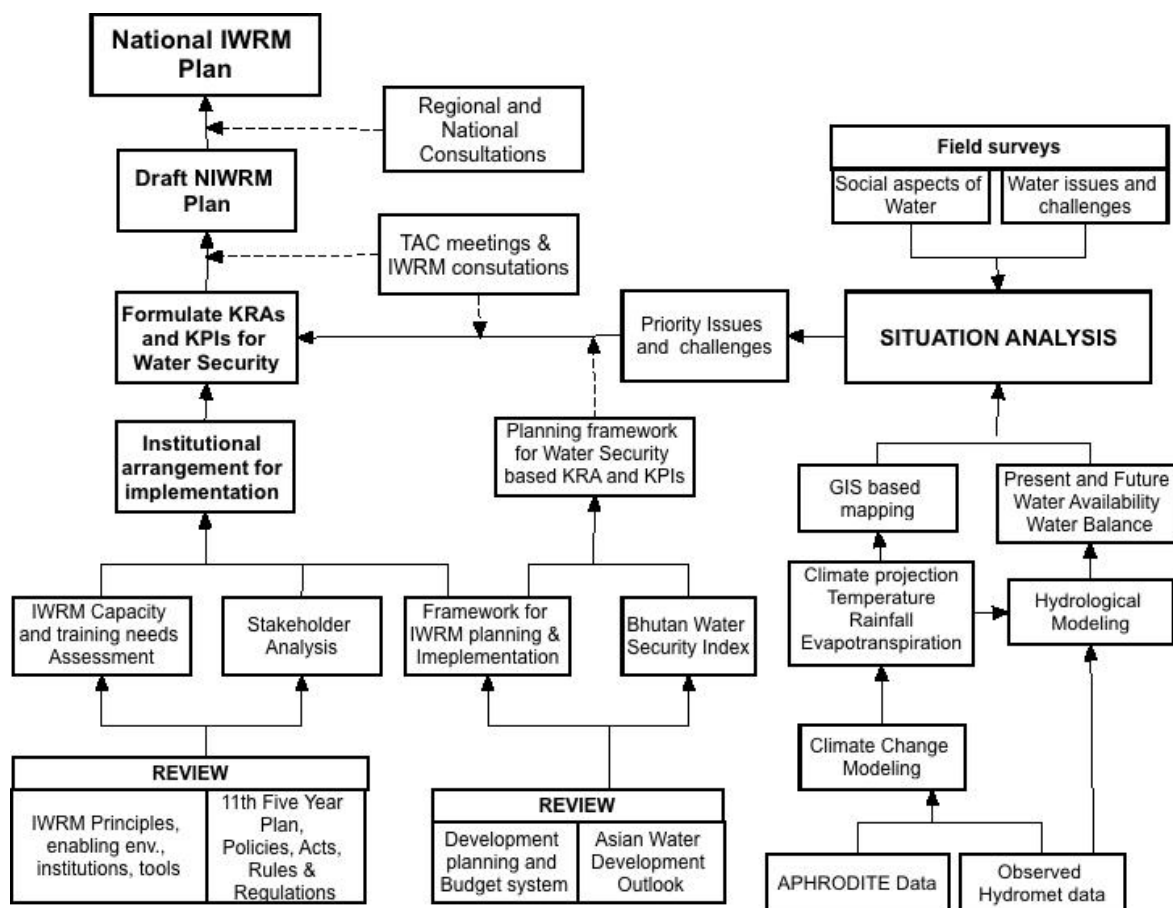 National IWRM
Plan
Regional and
National
Consultations
Draft NIWRM
Plan
TAC meetings &
IWRM consutations
Field surveys
Social aspects of
Water
Water issues and
challenges
Formulate KRAs
and KPIs for
Water Security
Priority Issues
and challenges
SITUATION ANALYSIS
Institutional
arrangement for
implementation
Planning framework
for Water Security
based KRA and KPIs
GIS based
mapping
Present and Future
Water Availability
Water Balance
IWRM Capacity
and training needs
Assessment
Stakeholder
Analysis
Framework for
IWRM planning &
Imeplementation
Bhutan Water
Security Index
Climate projection
Temperature
Rainfall
Evapotranspiration
Hydrological
Modeling
Climate Change
Modeling
REVIEW
IWRM Principles,
enabling env.,
institutions, tools
11th Five Year
Plan,
Policies, Acts,
Rules &
Regulations
REVIEW
Development
planning and
Budget system
Asian Water
Development
Outlook
APHRODITE Data
Observed
Hydromet data